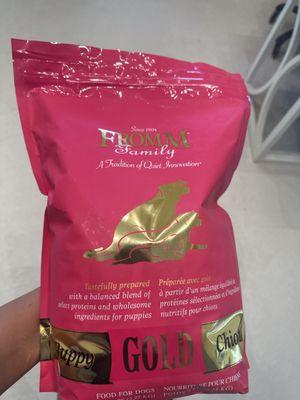 Since 1904
FROMM
Family
A Tradition of Quiet Innovation
Tastefully prepared
with a balanced blend of
select proteins and wholesome
ingredients for puppies
Préparée avec goût
à partir d'un mélange équilibré de
protéines sélectionnées et d'ingrédients
nutritifs pour chiots
Puppy
GOLD
Chiot
FOOD FOR DOGS
NOURRITURE POUR CHIENS